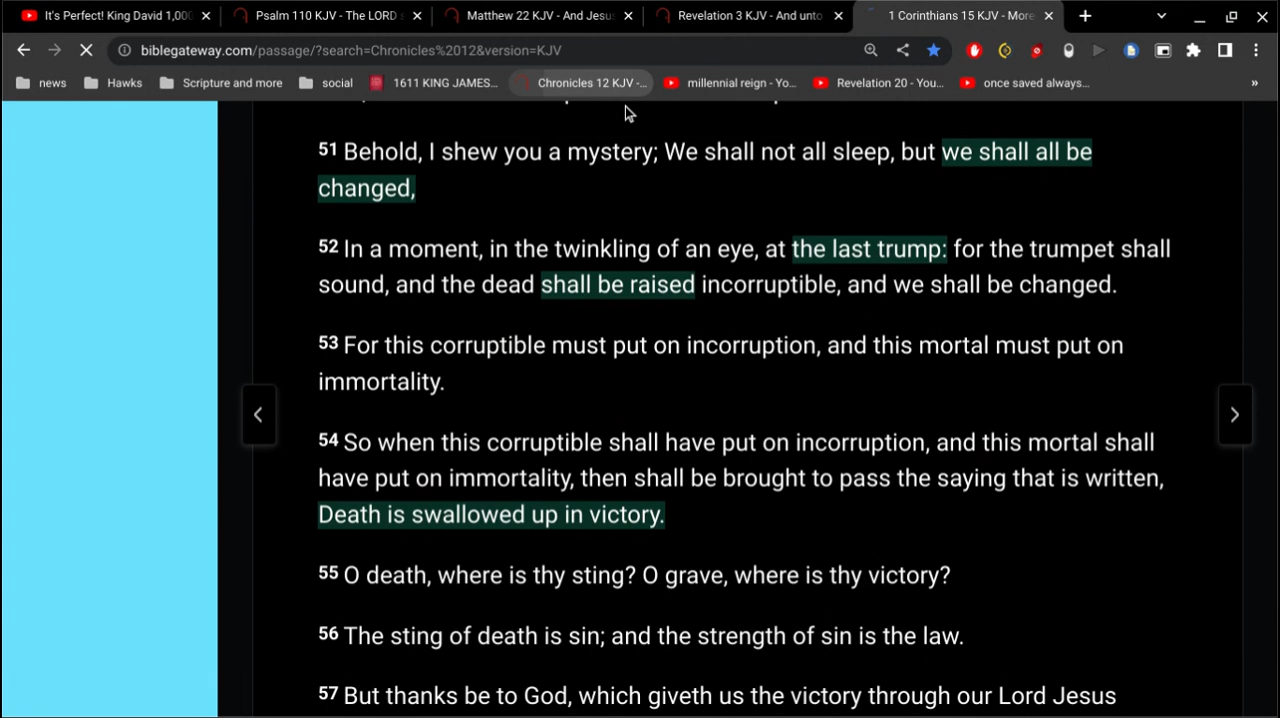 It's Perfect! King David 1,000
Psalm 110 KJV - The LORD s
Matthew 22 KJV - And Jesus
Revelation 3 KJV - And unto
1 Corinthians 15 KJV - More
biblegateway.com/passage/?search=Chronicles%2012&version=KJV
news
Hawks
Scripture and more
social
1611 KING JAMES...
Chronicles 12 KJV -...
millennial reign - Yo...
Revelation 20 - You...
once saved always...
»
51 Behold, I shew you a mystery; We shall not all sleep, but we shall all be
changed,
52 In a moment, in the twinkling of an eye, at the last trump: for the trumpet shall
sound, and the dead shall be raised incorruptible, and we shall be changed.
53 For this corruptible must put on incorruption, and this mortal must put on
immortality.
54 So when this corruptible shall have put on incorruption, and this mortal shall
have put on immortality, then shall be brought to pass the saying that is written,
Death is swallowed up in victory.
55 O death, where is thy sting? O grave, where is thy victory?
56 The sting of death is sin; and the strength of sin is the law.
57 But thanks be to God, which giveth us the victory through our Lord Jesus